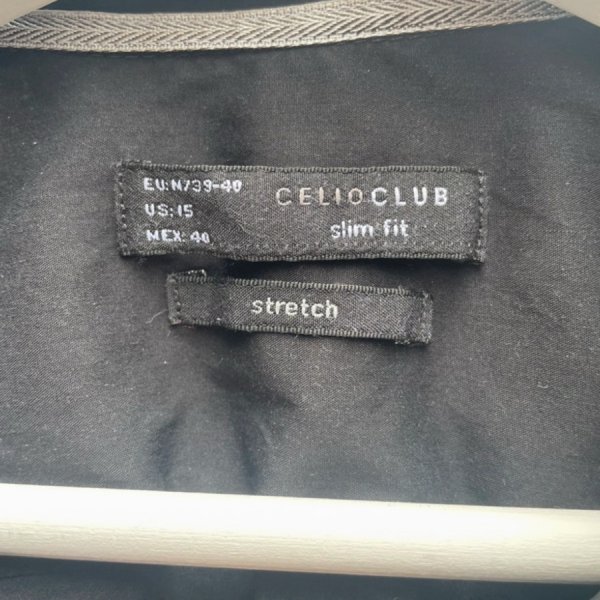 EU:M/39-40
US:15
MEX:40
CELIOCLUB
slim fit
stretch